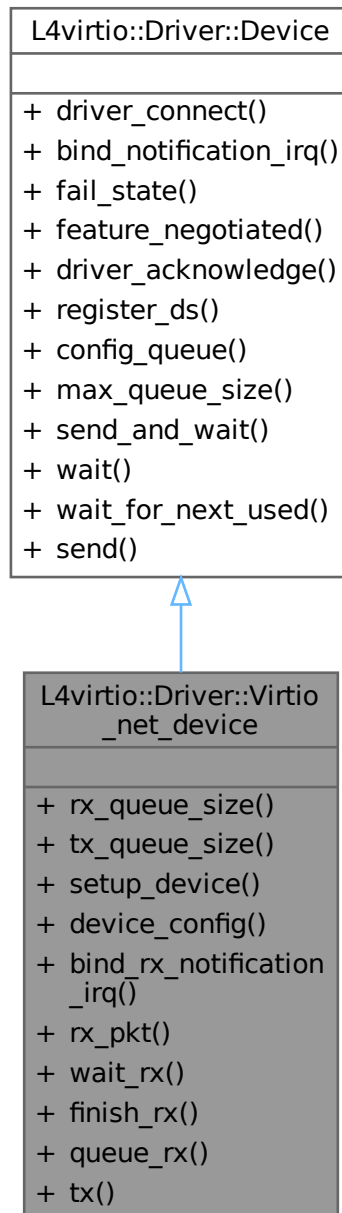 L4virtio::Driver::Device
+ driver_connect()
+ bind_notification_irq()
+ fail_state()
+ feature_negotiated()
+ driver_acknowledge()
+ register_ds()
+ config_queue()
+ max_queue_size()
+ send_and_wait()
+ wait()
+ wait_for_next_used()
+ send()
L4virtio::Driver::Virtio
_net_device
+ rx_queue_size()
+ tx_queue_size()
+ setup_device()
+ device_config()
+ bind_rx_notification
_irq()
+ rx_pkt()
+ wait_rx()
+ finish_rx()
+ queue_rx()
+ tx()